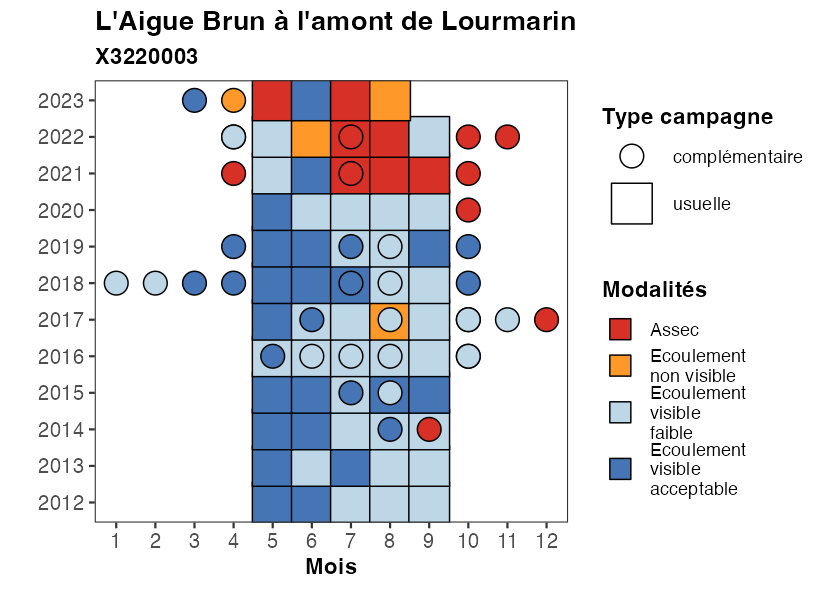 L'Aigue Brun à l'amont de Lourmarin
X3220003
2023
2022
2021
2020
2019
2018
2017
2016
2015
2014
2013
2012
1 2 3 4 5 6 7 8 9 10 11 12
Mois
Type campagne
complémentaire
usuelle
Modalités
Assec
Ecoulement
non visible
Ecoulement
visible
faible
Ecoulement
visible
acceptable